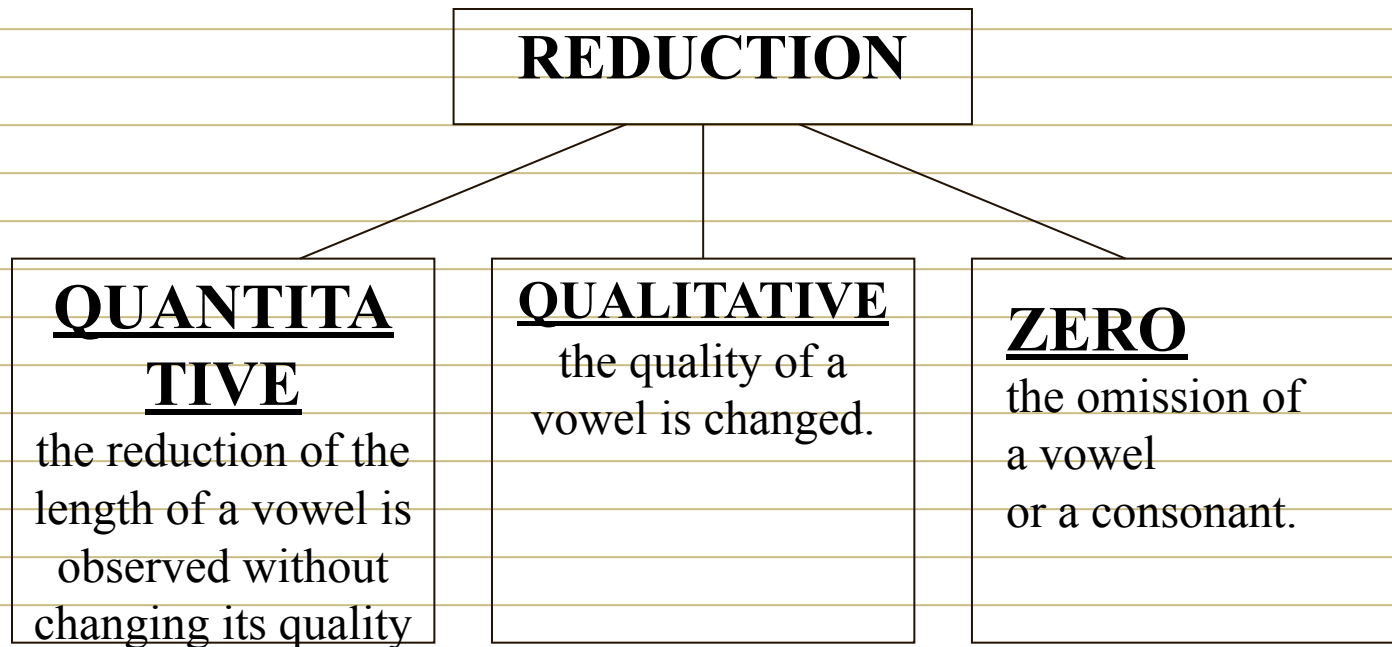 REDUCTION
QUANTITA
TIVE
the reduction of the
length of a vowel is
observed without
changing its quality
QUALITATIVE
the quality of a
vowel is changed.
ZERO
the omission of
a vowel
or a consonant.